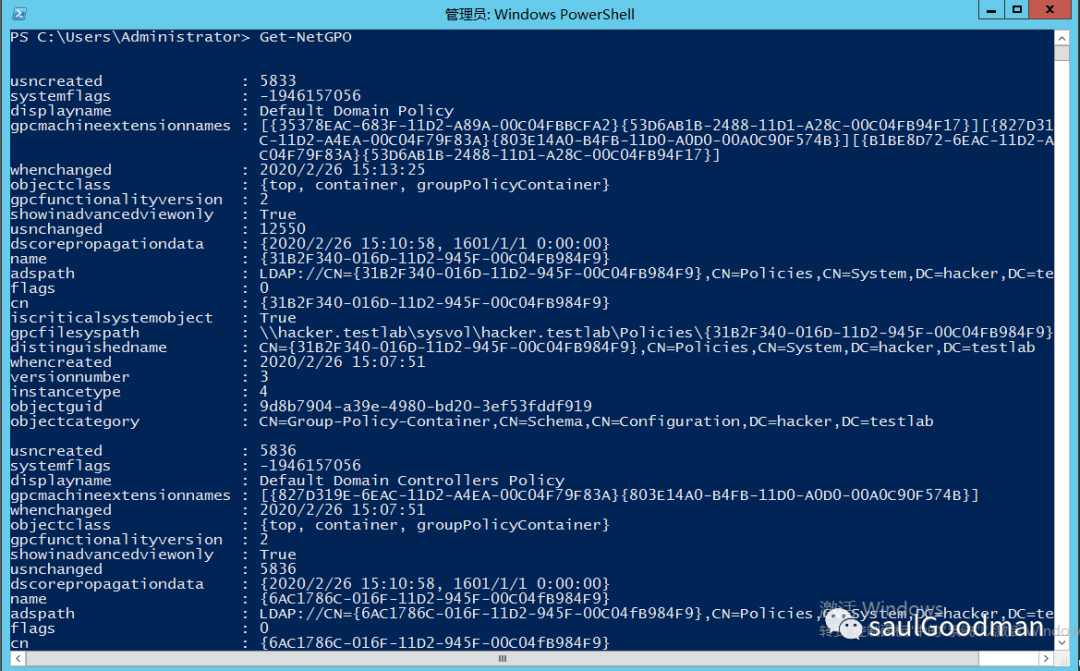 管理员: Windows PowerShell
PS C:\Users\Administrator> Get-NetGPO
usncreated : 5833
systemflags : -1946157056
displayname : Default Domain Policy
gpcmachineextensionnames : [{35378EAC-683F-11D2-A89A-00C04FBBCFA2}{53D6AB1B-2488-11D1-A28C-00C04FB94F17}][{827D31
C-11D2-A4EA-00C04F79F83A}{803E14A0-B4FB-11D0-A0D0-00A0C90F574B}][{B1BE8D72-6EAC-11D2-A
C04F79F83A}{53D6AB1B-2488-11D1-A28C-00C04FB94F17}]
whenchanged : 2020/2/26 15:13:25
objectclass : {top, container, groupPolicyContainer}
gpcfunctionalityversion : 2
showinadvancedviewonly : True
usnchanged : 12550
dscorepropagationdata : {2020/2/26 15:10:58, 1601/1/1 0:00:00}
name : {31B2F340-016D-11D2-945F-00C04FB984F9}
adspath : LDAP://CN={31B2F340-016D-11D2-945F-00C04FB984F9},CN=Policies,CN=System,DC=hacker,DC=te
flags : 0
cn : {31B2F340-016D-11D2-945F-00C04FB984F9}
iscriticalsystemobject : True
gpcfilesyspath : \\hacker.testlab\sysvol\hacker.testlab\Policies\{31B2F340-016D-11D2-945F-00C04FB984F9}
distinguishedname : CN={31B2F340-016D-11D2-945F-00C04FB984F9},CN=Policies,CN=System,DC=hacker,DC=testlab
whencreated : 2020/2/26 15:07:51
versionnumber : 3
instancetype : 4
objectguid : 9d8b7904-a39e-4980-bd20-3ef53fddf919
objectcategory : CN=Group-Policy-Container,CN=Schema,CN=Configuration,DC=hacker,DC=testlab
usncreated : 5836
systemflags : -1946157056
displayname : Default Domain Controllers Policy
gpcmachineextensionnames : [{827D319E-6EAC-11D2-A4EA-00C04F79F83A}{803E14A0-B4FB-11D0-A0D0-00A0C90F574B}]
whenchanged : 2020/2/26 15:07:51
objectclass : {top, container, groupPolicyContainer}
gpcfunctionalityversion : 2
showinadvancedviewonly : True
usnchanged : 5836
dscorepropagationdata : {2020/2/26 15:10:58, 1601/1/1 0:00:00}
name : {6AC1786C-016F-11D2-945F-00C04fB984F9}
adspath : LDAP://CN={6AC1786C-016F-11D2-945F-00C04fB984F9},CN=Policies,CN=System,DC=hacker,DC=te
flags : 0
cn : {6AC1786C-016F-11D2-945F-00C04fB984F9}
激活 Windows
saulGoodman